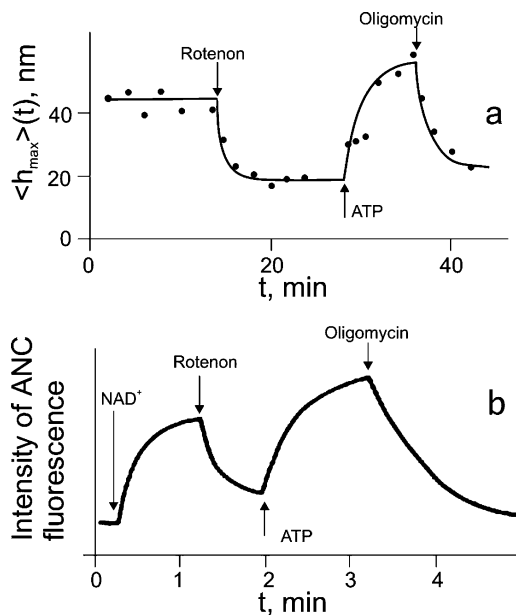 Oligomycin
a
Rotenon
<h_max>(t), nm
40
20
0
ATP
0
20
40
t, min
Oligomycin
b
Rotenon
NAD+
Intensity of ANC
fluorescence
ATP
0
1
2
3
4
t, min